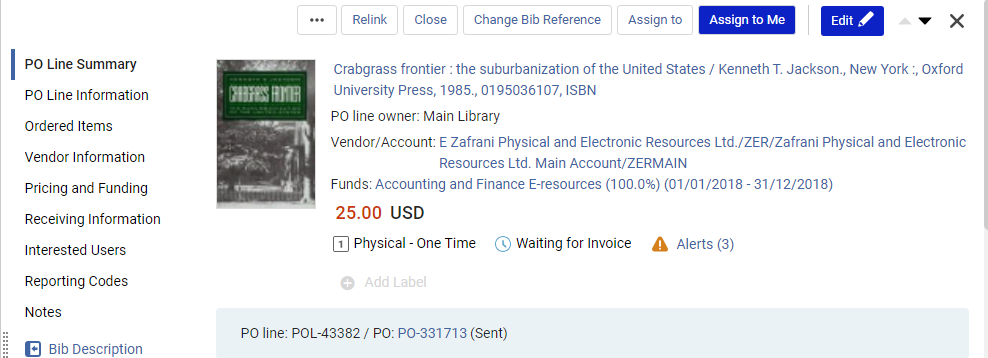 ••• Relink Close Change Bib Reference Assign to Assign to Me Edit
PO Line Summary
PO Line Information
Ordered Items
Vendor Information
Pricing and Funding
Receiving Information
Interested Users
Reporting Codes
Notes
Bib Description
CRABGRASS FRONTIER
Crabgrass frontier : the suburbanization of the United States / Kenneth T. Jackson., New York :, Oxford
University Press, 1985., 0195036107, ISBN
PO line owner: Main Library
Vendor/Account: E Zafrani Physical and Electronic Resources Ltd./ZER/Zafrani Physical and Electronic
Resources Ltd. Main Account/ZERMAIN
Funds: Accounting and Finance E-resources (100.0%) (01/01/2018 - 31/12/2018)
25.00 USD
1 Physical - One Time Waiting for Invoice Alerts (3)
Add Label
PO line: POL-43382 / PO: PO-331713 (Sent)